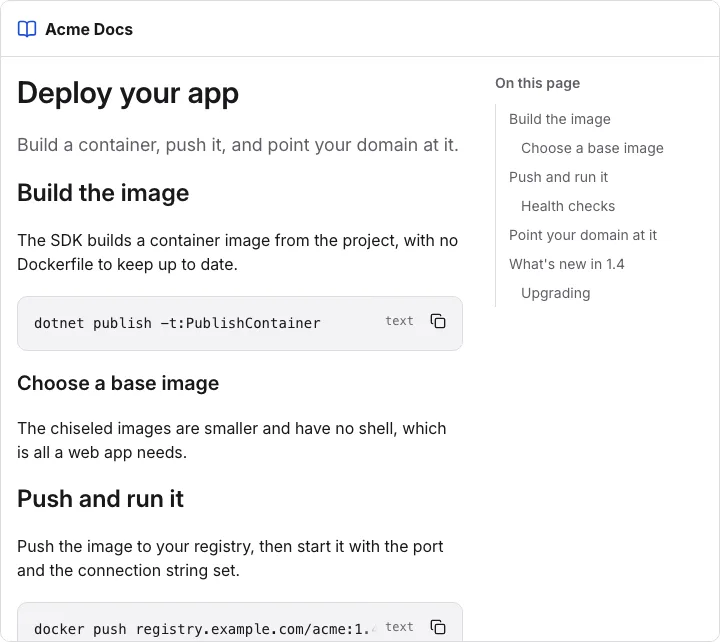 Acme Docs
Deploy your app
Build a container, push it, and point your domain at it.
Build the image
The SDK builds a container image from the project, with no
Dockerfile to keep up to date.
dotnet publish -t:PublishContainer
text
Choose a base image
The chiseled images are smaller and have no shell, which
is all a web app needs.
Push and run it
Push the image to your registry, then start it with the port
and the connection string set.
docker push registry.example.com/acme:1.
text
On this page
Build the image
Choose a base image
Push and run it
Health checks
Point your domain at it
What's new in 1.4
Upgrading